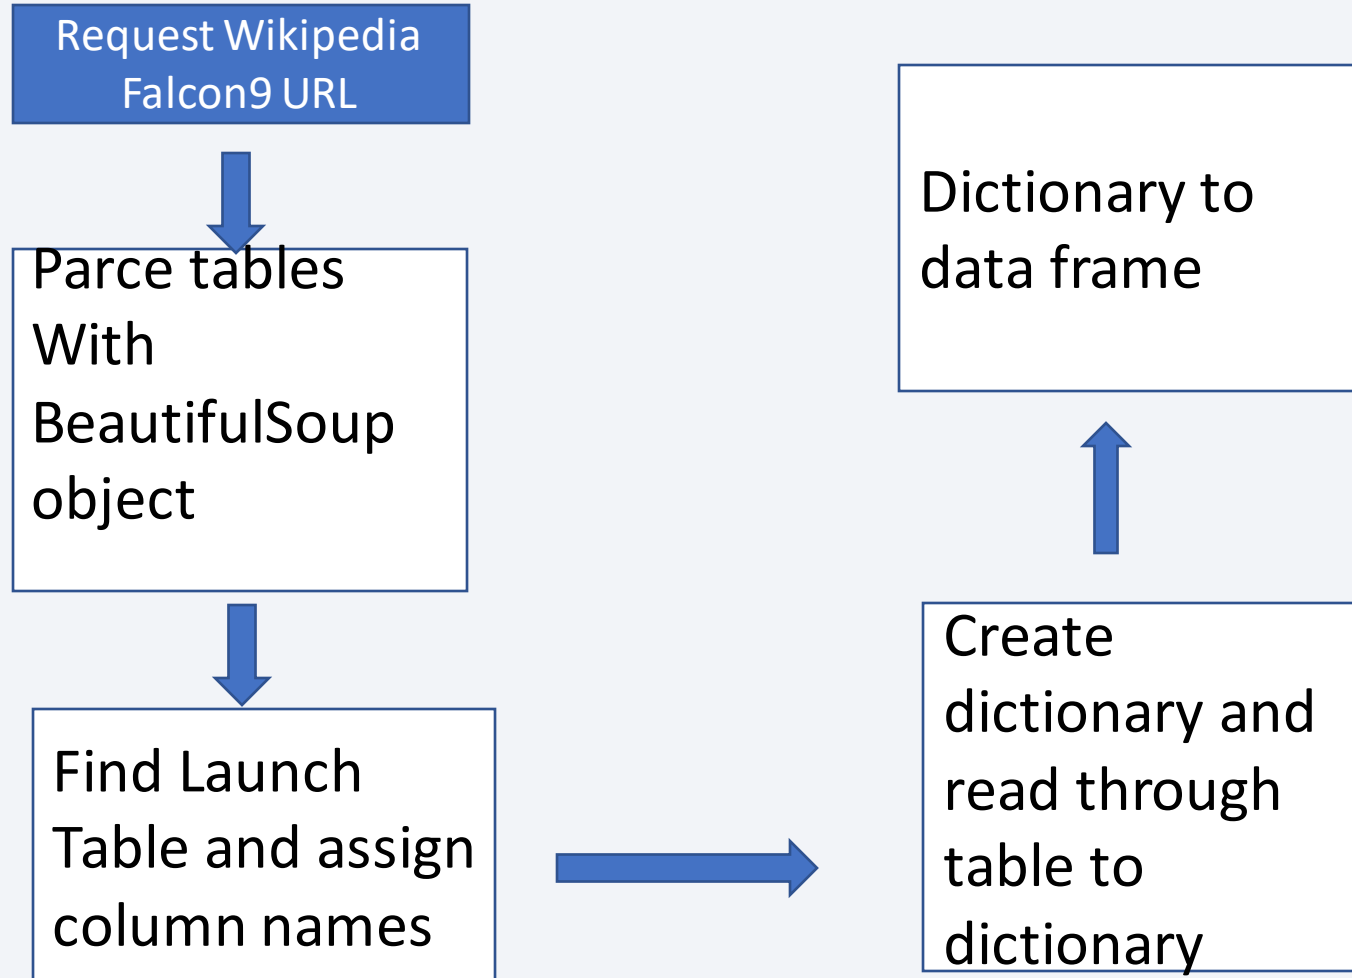 Request Wikipedia
Falcon9 URL
Parce tables
With
BeautifulSoup
object
Find Launch
Table and assign
column names
Create
dictionary and
read through
table to
dictionary
Dictionary to
data frame